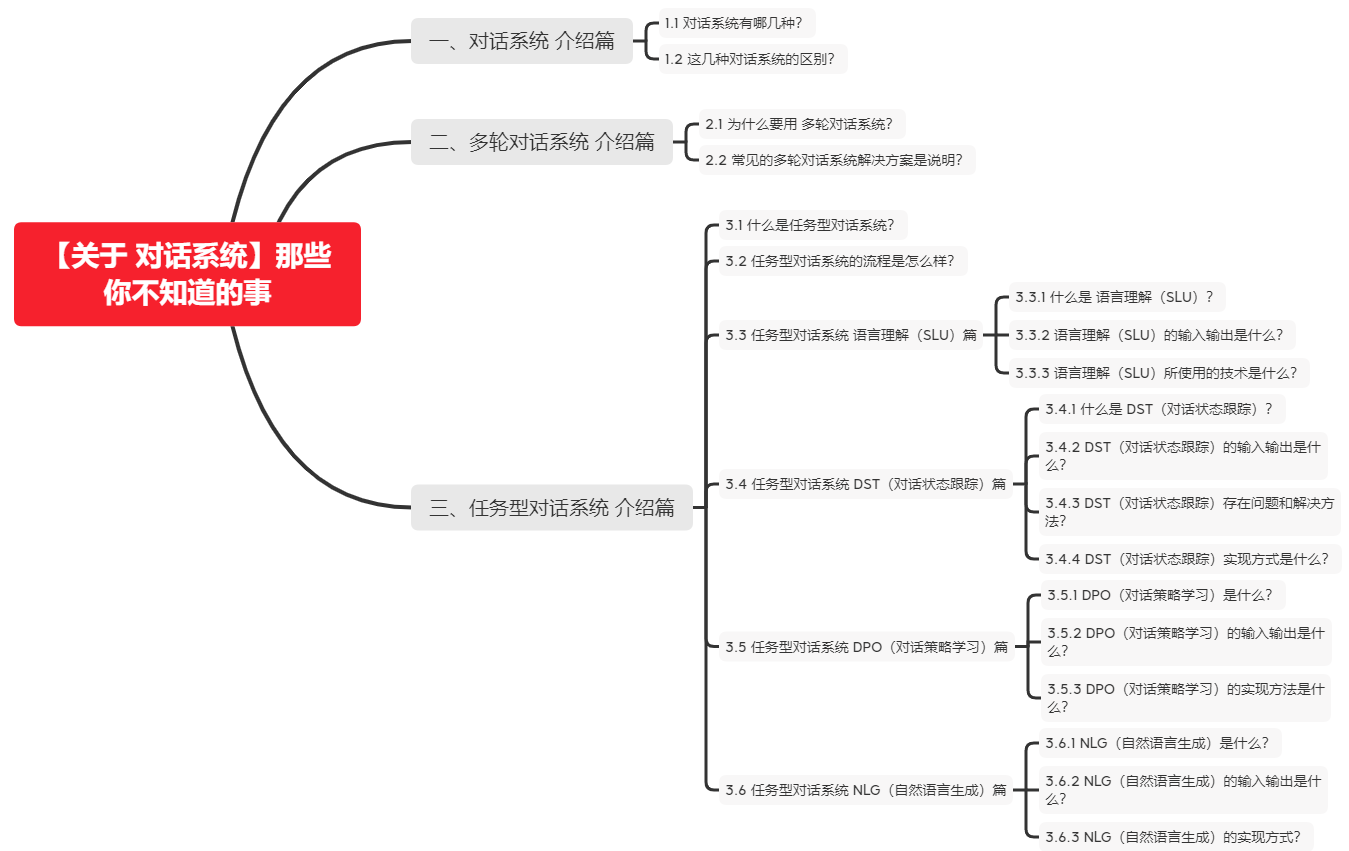 【关于 对话系统】那些
你不知道的事
一、对话系统 介绍篇
1.1 对话系统有哪几种？
1.2 这几种对话系统的区别？
二、多轮对话系统 介绍篇
2.1 为什么要用 多轮对话系统？
2.2 常见的多轮对话系统解决方案是说明？
三、任务型对话系统 介绍篇
3.1 什么是任务型对话系统？
3.2 任务型对话系统的流程是怎么样？
3.3 任务型对话系统 语言理解（SLU）篇
3.3.1 什么是 语言理解（SLU）？
3.3.2 语言理解（SLU）的输入输出是什么？
3.3.3 语言理解（SLU）所使用的技术是什么？
3.4 任务型对话系统 DST（对话状态跟踪）篇
3.4.1 什么是 DST（对话状态跟踪）？
3.4.2 DST（对话状态跟踪）的输入输出是什
么？
3.4.3 DST（对话状态跟踪）存在问题和解决方
法？
3.4.4 DST（对话状态跟踪）实现方式是什么？
3.5 任务型对话系统 DPO（对话策略学习）篇
3.5.1 DPO（对话策略学习）是什么？
3.5.2 DPO（对话策略学习）的输入输出是什
么？
3.5.3 DPO（对话策略学习）的实现方法是什
么？
3.6 任务型对话系统 NLG（自然语言生成）篇
3.6.1 NLG（自然语言生成）是什么？
3.6.2 NLG（自然语言生成）的输入输出是什
么？
3.6.3 NLG（自然语言生成）的实现方式？